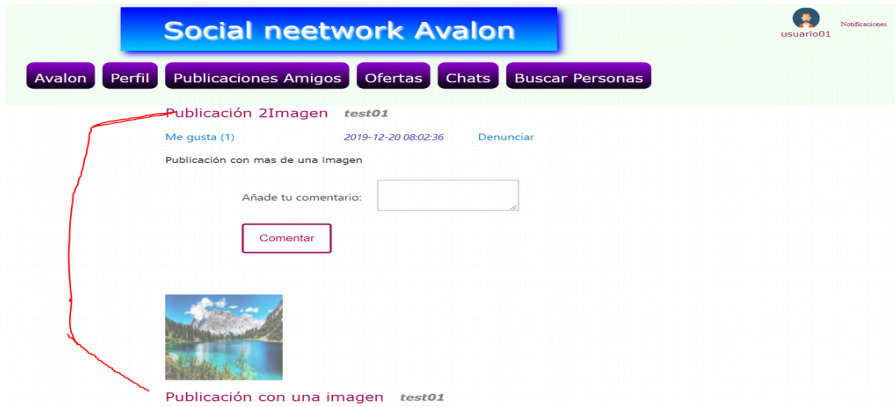 Social neetwork Avalon
usuario01
Notificaciones
Avalon Perfil Publicaciones Amigos Ofertas Chats Buscar Personas
Publicación 2Imagen test01
Me gusta (1) 2019-12-20 08:02:36 Denunciar
Publicación con mas de una imagen
Añade tu comentario:
Comentar
Publicación con una imagen test01